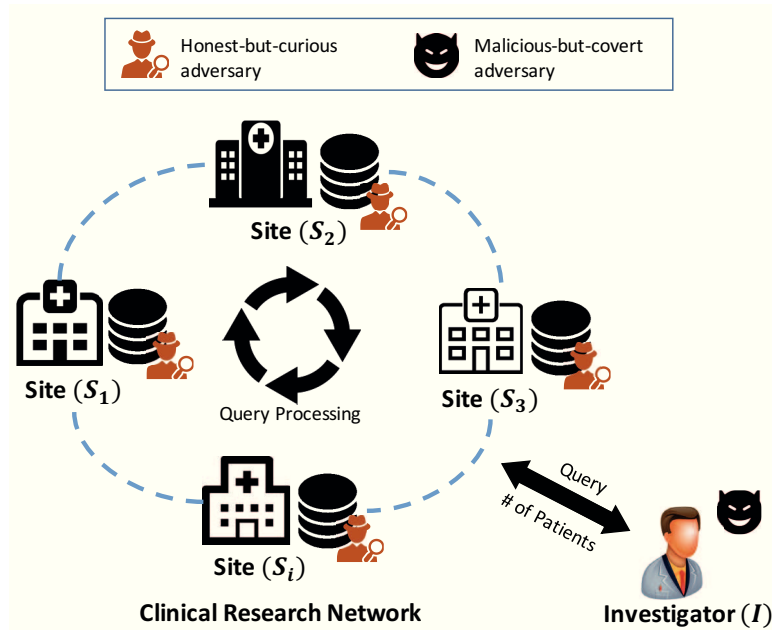 Honest-but-curious
adversary
Malicious-but-covert
adversary
Site (S₂)
Site (S₁)
Site (S₃)
Query Processing
Query
# of Patients
Site (Sᵢ)
Clinical Research Network
Investigator (I)